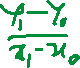 y₁ - y₀
x₁ - x₀